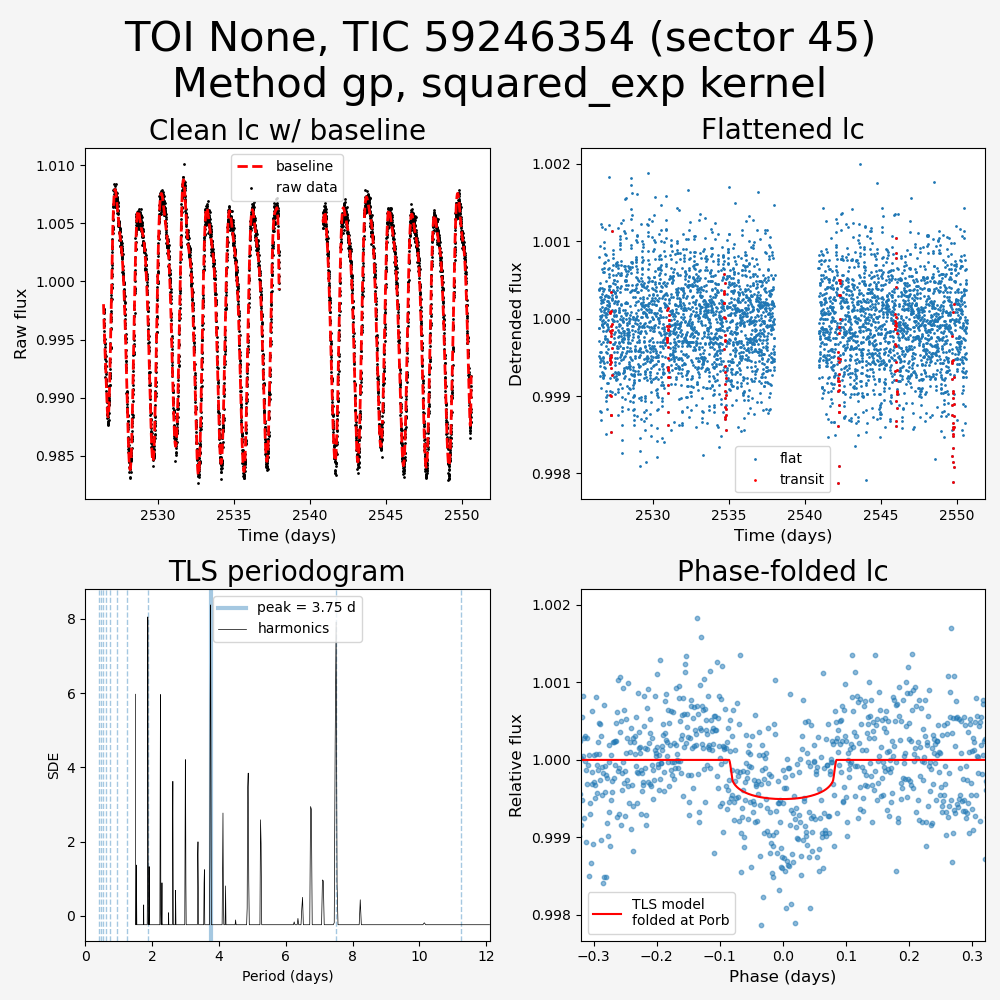 TOI None, TIC 59246354 (sector 45)
Method gp, squared_exp kernel
Clean lc w/ baseline
baseline
raw data
1.010
1.005
1.000
0.995
0.990
0.985
Raw flux
2530 2535 2540 2545 2550
Time (days)
Flattened lc
flat
transit
1.002
1.001
1.000
0.999
0.998
Detrended flux
2530 2535 2540 2545 2550
Time (days)
TLS periodogram
peak = 3.75 d
harmonics
8
6
4
2
0
SDE
0 2 4 6 8 10 12
Period (days)
Phase-folded lc
TLS model
folded at Porb
1.002
1.001
1.000
0.999
0.998
Relative flux
−0.3 −0.2 −0.1 0.0 0.1 0.2 0.3
Phase (days)